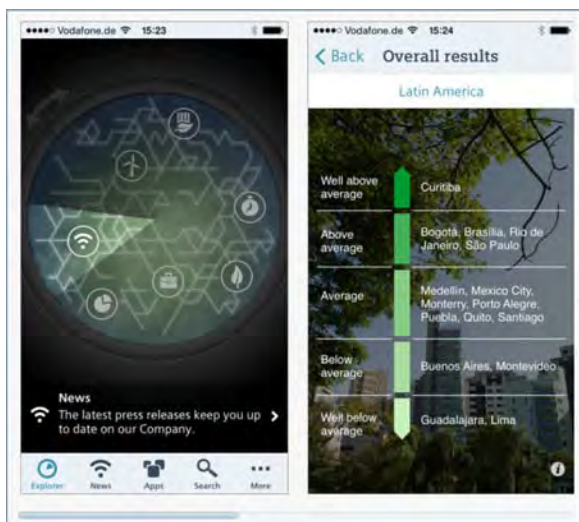 Vodafone.de 15:23
News
The latest press releases keep you up
to date on our Company.
Explorer News Apps Search More
Vodafone.de 15:24
Back Overall results
Latin America
Well above
average
Curitiba
Above
average
Bogotá, Brasília, Rio de
Janeiro, São Paulo
Average
Medellín, Mexico City,
Monterry, Porto Alegre,
Puebla, Quito, Santiago
Below
average
Buenos Aires, Montevideo
Well below
average
Guadalajara, Lima